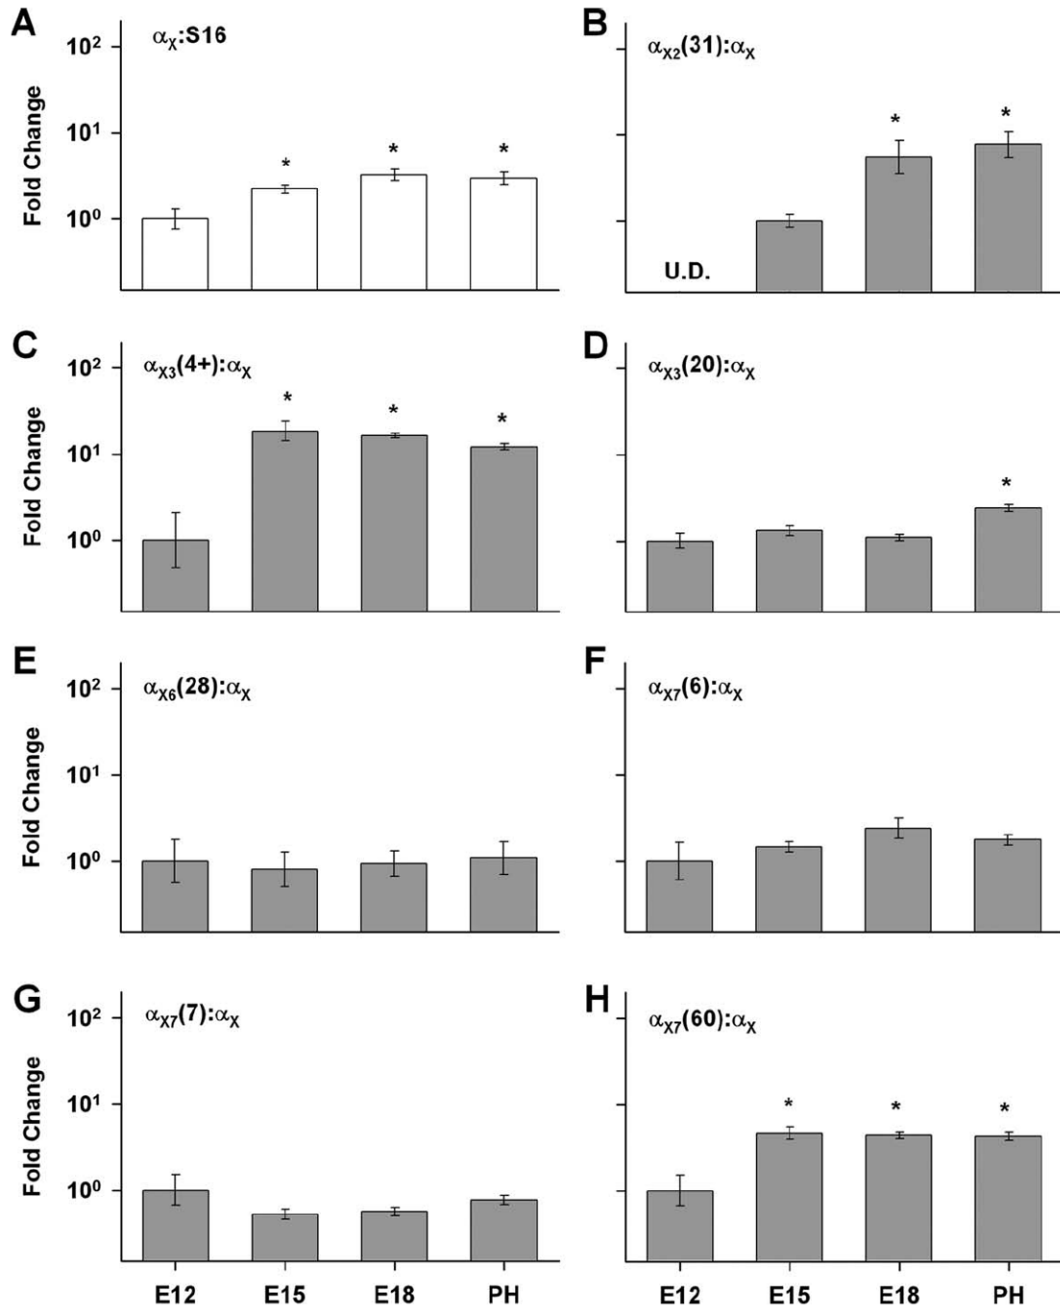 A
B
αX:S16
αX2(31):αX
Fold Change
10²
10¹
10⁰
*
*
*
*
*
U.D.
C
D
αX3(4+):αX
αX3(20):αX
Fold Change
10²
10¹
10⁰
*
*
*
*
E
F
αX6(28):αX
αX7(6):αX
Fold Change
10²
10¹
10⁰
G
H
αX7(7):αX
αX7(60):αX
Fold Change
10²
10¹
10⁰
*
*
*
E12 E15 E18 PH
E12 E15 E18 PH